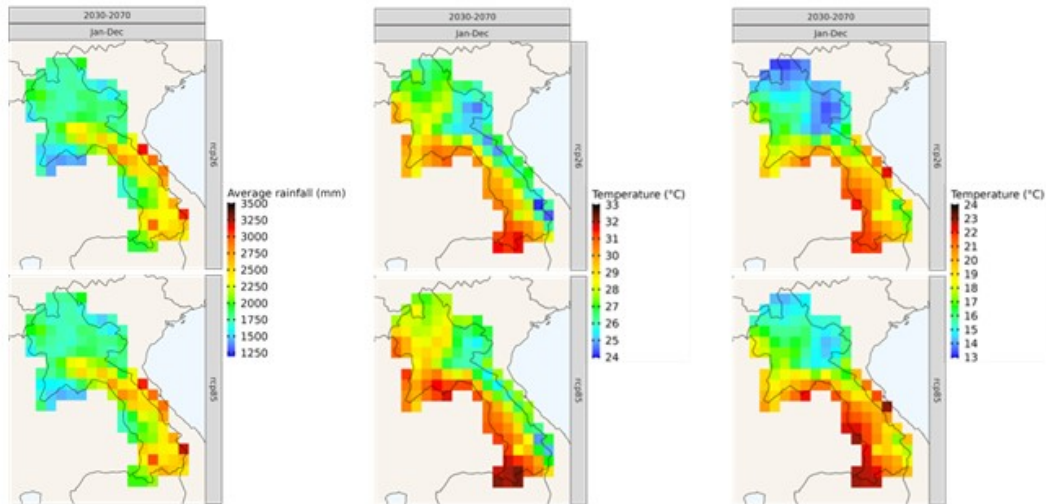 2030-2070
Jan-Dec
rcp26
rcp85
Average rainfall (mm)
3500
3000
2750
2500
2250
2000
1750
1500
1250
2030-2070
Jan-Dec
rcp26
rcp85
Temperature (°C)
33
32
31
30
29
28
27
26
25
24
2030-2070
Jan-Dec
rcp26
rcp85
Temperature (°C)
24
23
22
21
20
19
18
17
16
15
14
13